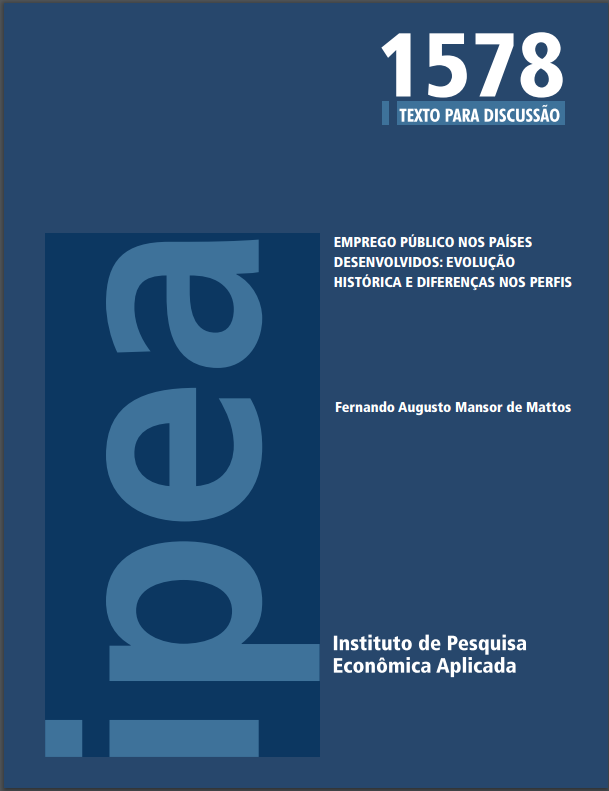 1578
TEXTO PARA DISCUSSÃO
EMPREGO PÚBLICO NOS PAÍSES
DESENVOLVIDOS: EVOLUÇÃO
HISTÓRICA E DIFERENÇAS NOS PERFIS
Fernando Augusto Mansor de Mattos
ipea
Instituto de Pesquisa
Econômica Aplicada